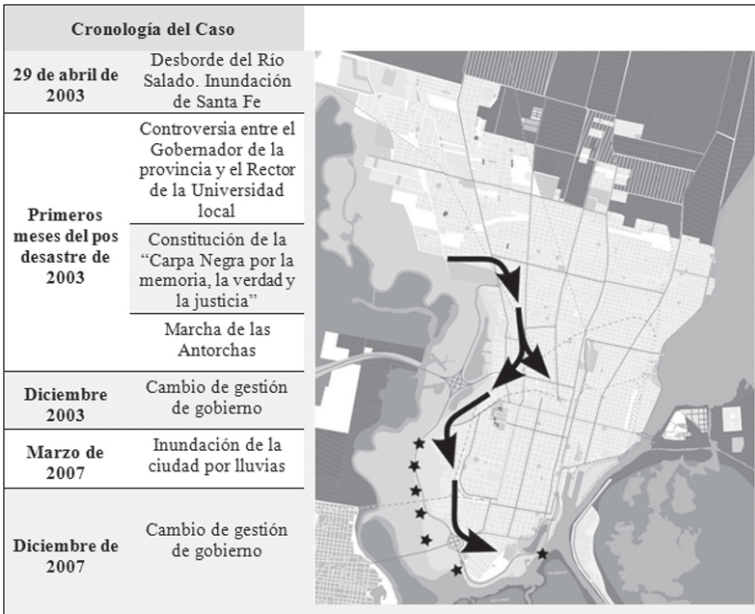 Cronología del Caso
29 de abril de
2003
Desborde del Río
Salado. Inundación
de Santa Fe
Primeros
meses del pos
desastre de
2003
Controversia entre el
Gobernador de la
provincia y el Rector
de la Universidad
local
Constitución de la
“Carpa Negra por la
memoria, la verdad y
la justicia”
Marcha de las
Antorchas
Diciembre
2003
Cambio de gestión
de gobierno
Marzo de
2007
Inundación de la
ciudad por lluvias
Diciembre de
2007
Cambio de gestión
de gobierno